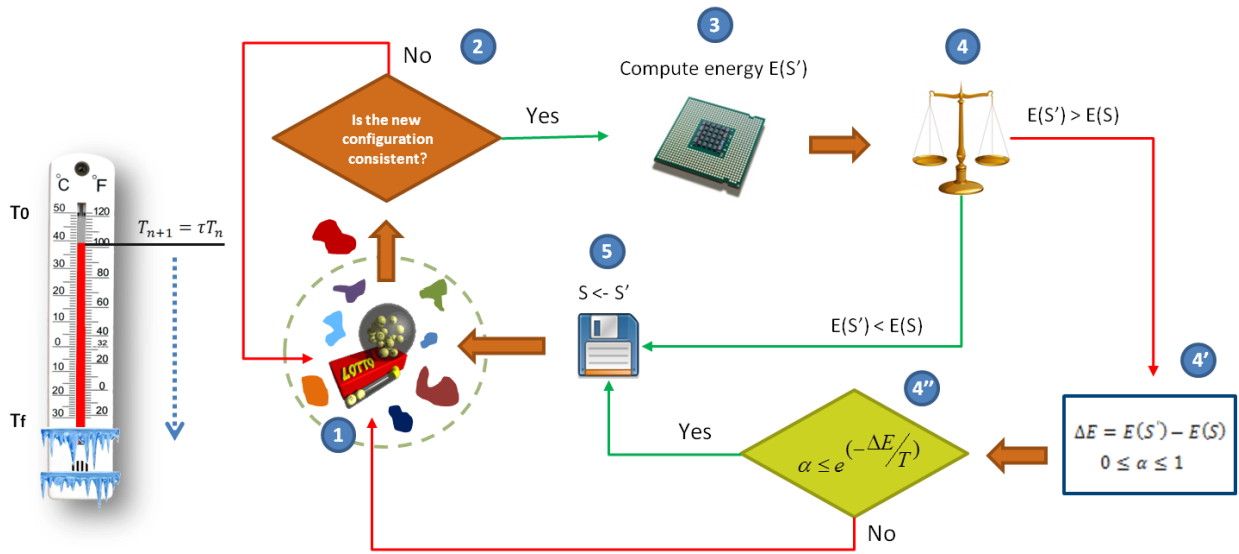 No
2
3
Compute energy E(S')
4
Is the new
configuration
consistent?
Yes
E(S') > E(S)
°C °F
T0
50 120
40 100
30 80
20 60
10 40
32
0 20
10 0
20
30 20
Tf
T_{n+1} = τT_n
5
S <- S'
E(S') < E(S)
LOTTO
1
4'
4''
Yes
α ≤ e^{(-ΔE/T)}
ΔE = E(S') − E(S)
0 ≤ α ≤ 1
No